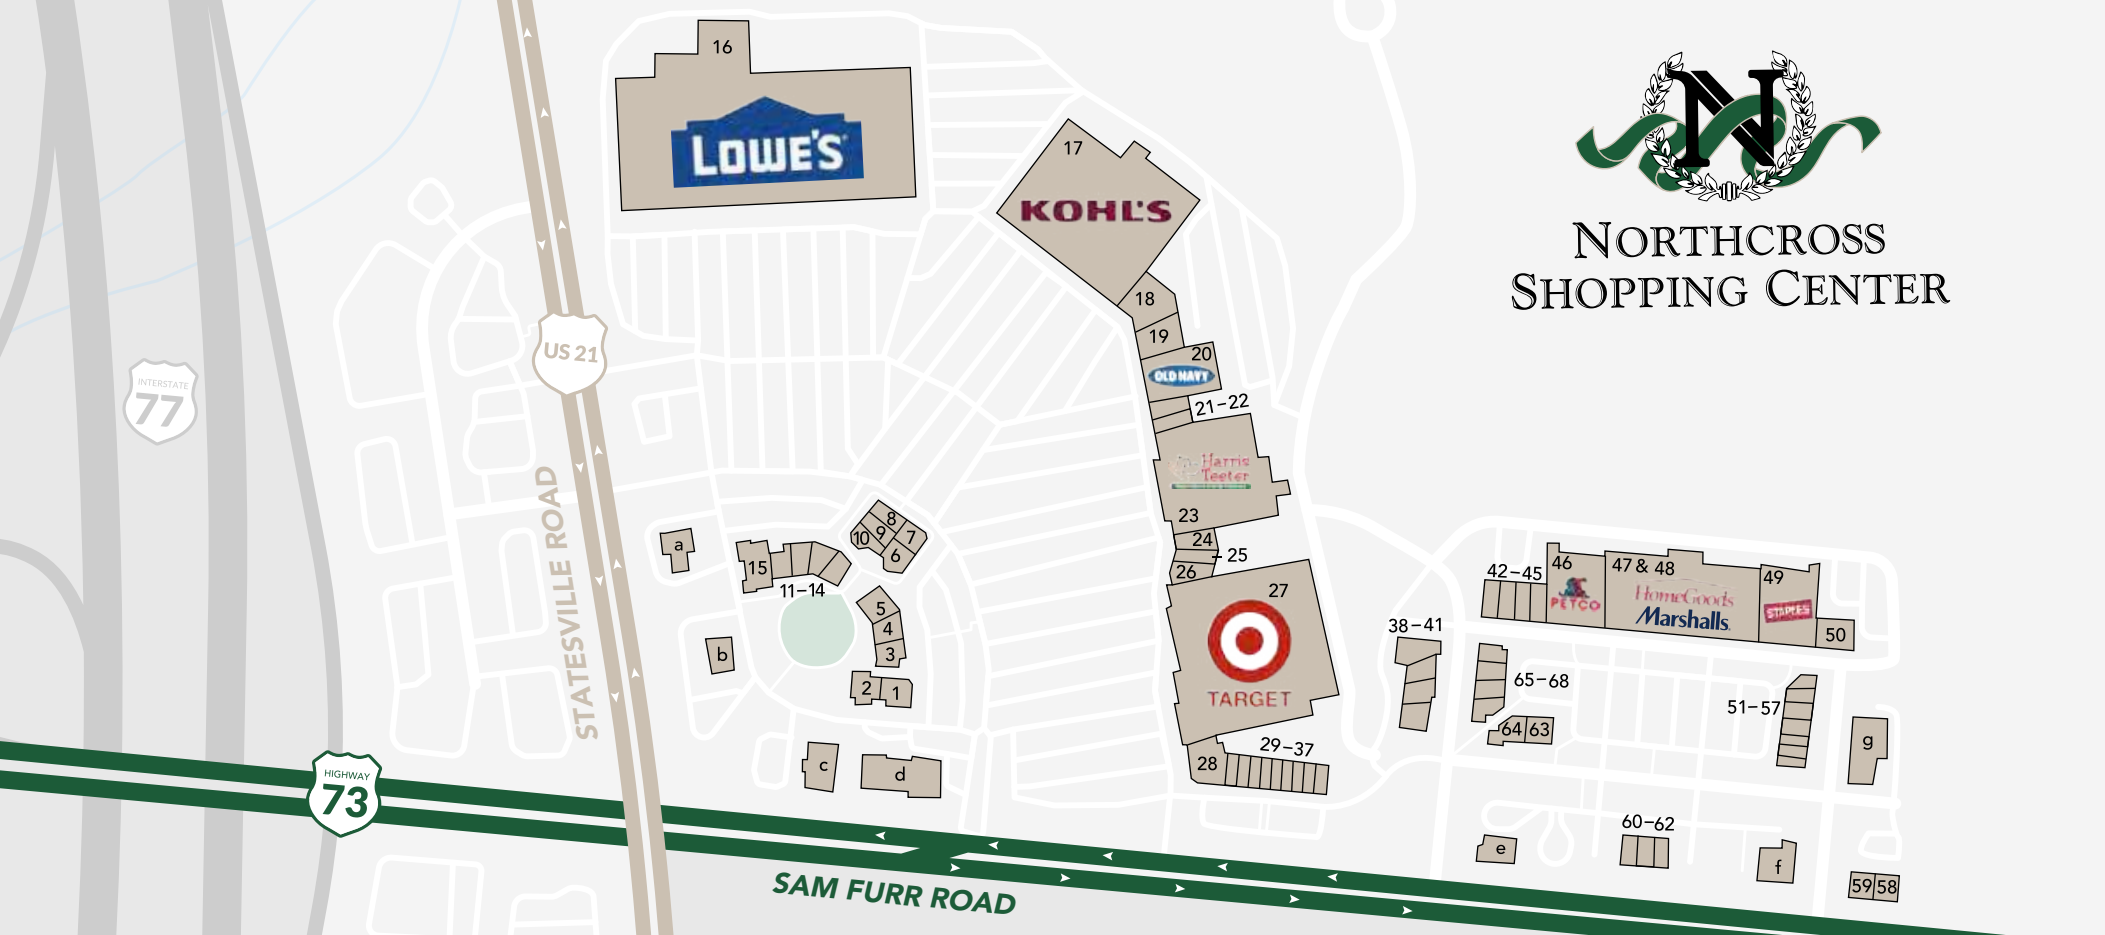 16
LOWE'S
17
KOHL'S
NORTHCROSS
SHOPPING CENTER
N
18
19
20
OLD NAVY
US 21
INTERSTATE
77
21-22
Harris
Teeter
23
24
25
26
27
TARGET
STATESVILLE ROAD
a
8
10
9
7
6
15
11-14
5
4
3
b
2
1
c
d
28
29-37
38-41
42-45
46
PETCO
47 & 48
HomeGoods
Marshalls.
49
STAPLES
50
65-68
64
63
51-57
g
60-62
e
f
59
58
HIGHWAY
73
SAM FURR ROAD